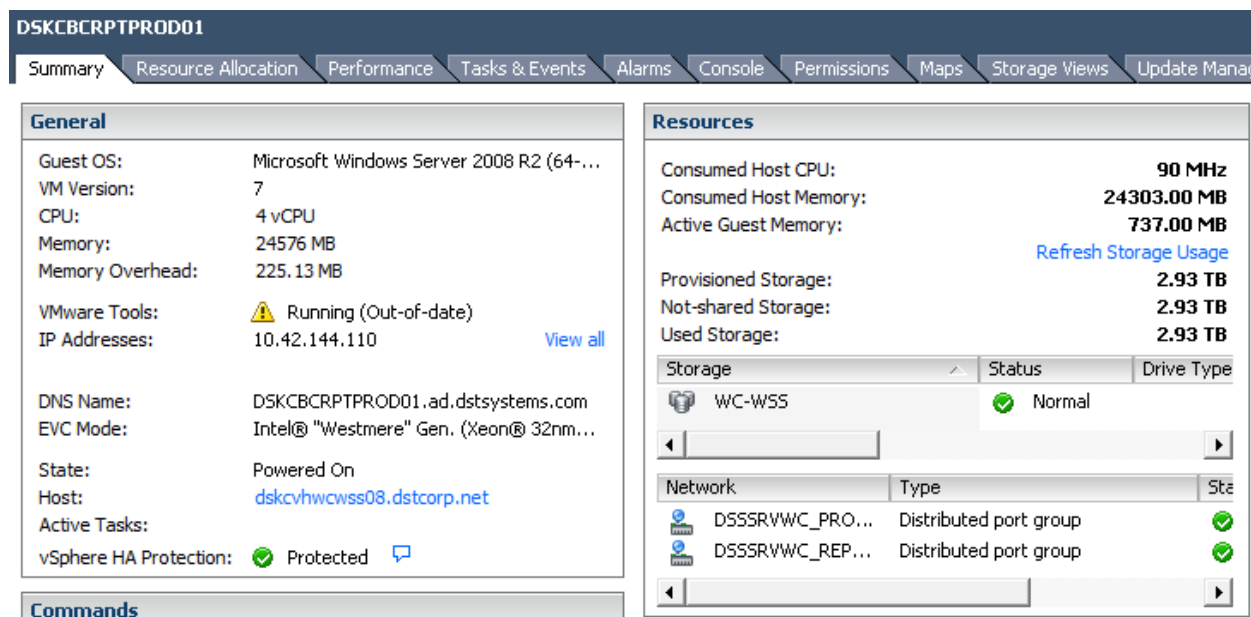 DSKCBCRPTPROD01
Summary Resource Allocation Performance Tasks & Events Alarms Console Permissions Maps Storage Views Update Mana
General
Guest OS: Microsoft Windows Server 2008 R2 (64-...
VM Version: 7
CPU: 4 vCPU
Memory: 24576 MB
Memory Overhead: 225.13 MB
VMware Tools: Running (Out-of-date)
IP Addresses: 10.42.144.110 View all
DNS Name: DSKCBCRPTPROD01.ad.dstsystems.com
EVC Mode: Intel® "Westmere" Gen. (Xeon® 32nm...
State: Powered On
Host: dskcvhwcwss08.dstcorp.net
Active Tasks:
vSphere HA Protection: Protected
Commands
Resources
Consumed Host CPU: 90 MHz
Consumed Host Memory: 24303.00 MB
Active Guest Memory: 737.00 MB
Refresh Storage Usage
Provisioned Storage: 2.93 TB
Not-shared Storage: 2.93 TB
Used Storage: 2.93 TB
Storage Status Drive Type
WC-WSS Normal
Network Type Sta
DSSSRVWC_PRO... Distributed port group
DSSSRVWC_REP... Distributed port group